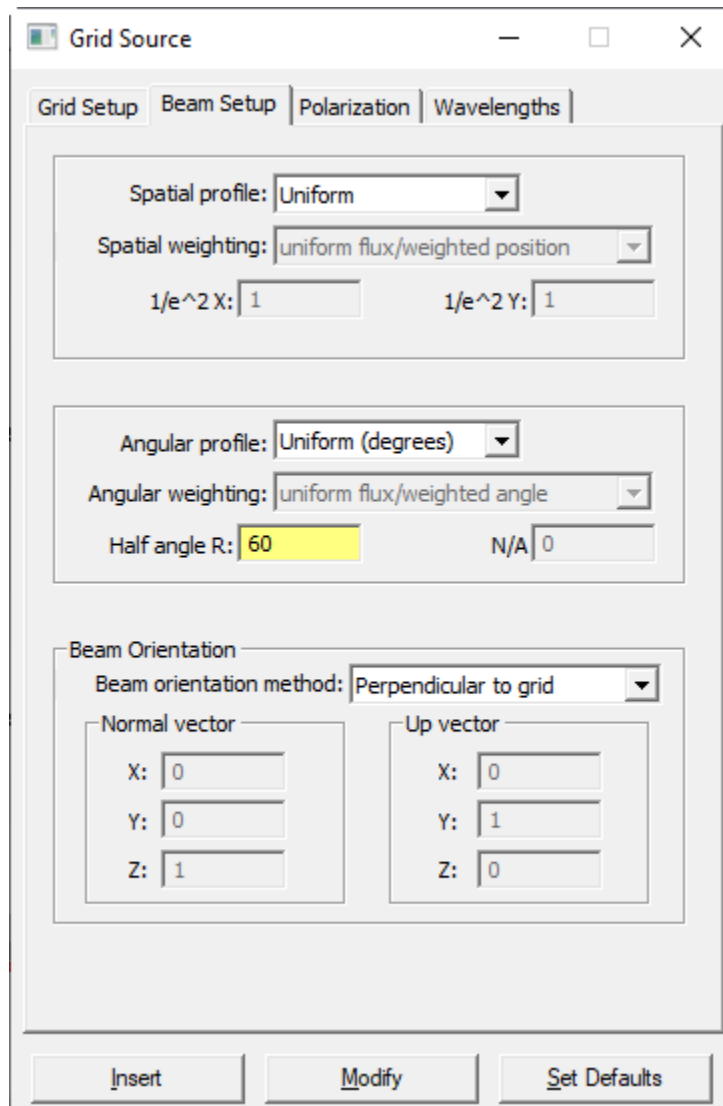 Grid Source
Grid Setup Beam Setup Polarization Wavelengths
Spatial profile: Uniform
Spatial weighting: uniform flux/weighted position
1/e^2 X: 1 1/e^2 Y: 1
Angular profile: Uniform (degrees)
Angular weighting: uniform flux/weighted angle
Half angle R: 60 N/A 0
Beam Orientation
Beam orientation method: Perpendicular to grid
Normal vector Up vector
X: 0 X: 0
Y: 0 Y: 1
Z: 1 Z: 0
Insert Modify Set Defaults